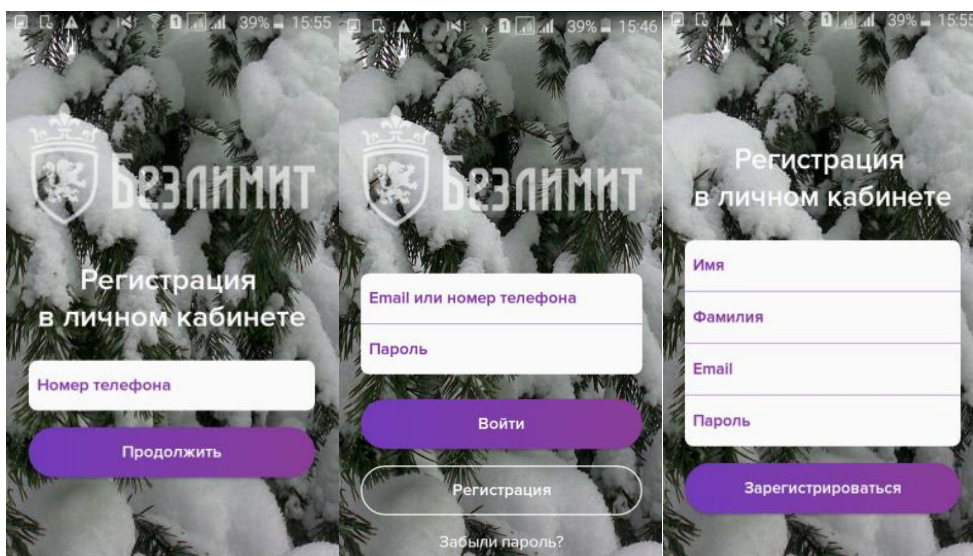 39% 15:55
Безлимит
Регистрация
в личном кабинете
Номер телефона
Продолжить
39% 15:46
Безлимит
Email или номер телефона
Пароль
Войти
Регистрация
Забыли пароль?
39% 15:55
Регистрация
в личном кабинете
Имя
Фамилия
Email
Пароль
Зарегистрироваться